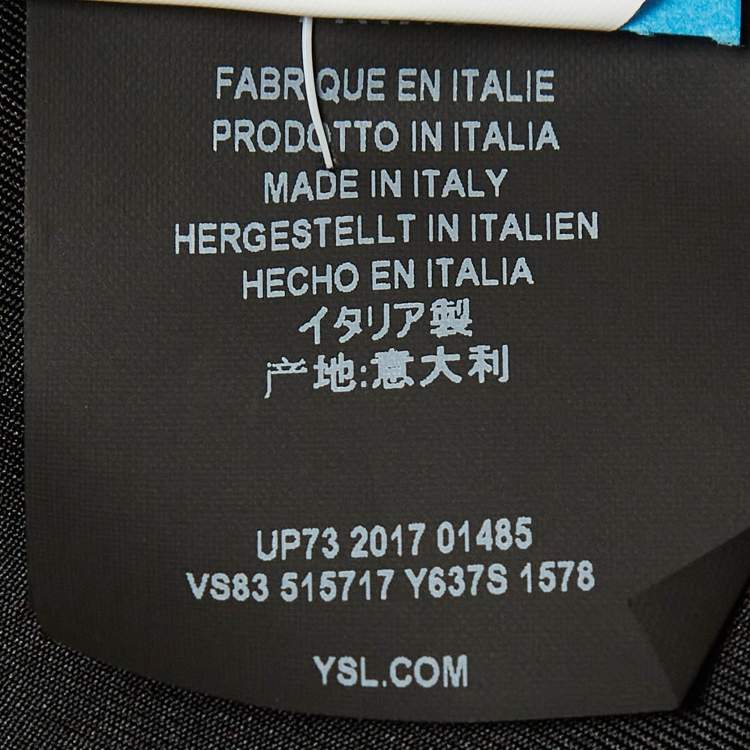 FABRIQUE EN ITALIE
PRODOTTO IN ITALIA
MADE IN ITALY
HERGESTELLT IN ITALIEN
HECHO EN ITALIA
イタリア製
产地:意大利
UP73 2017 01485
VS83 515717 Y637S 1578
YSL.COM